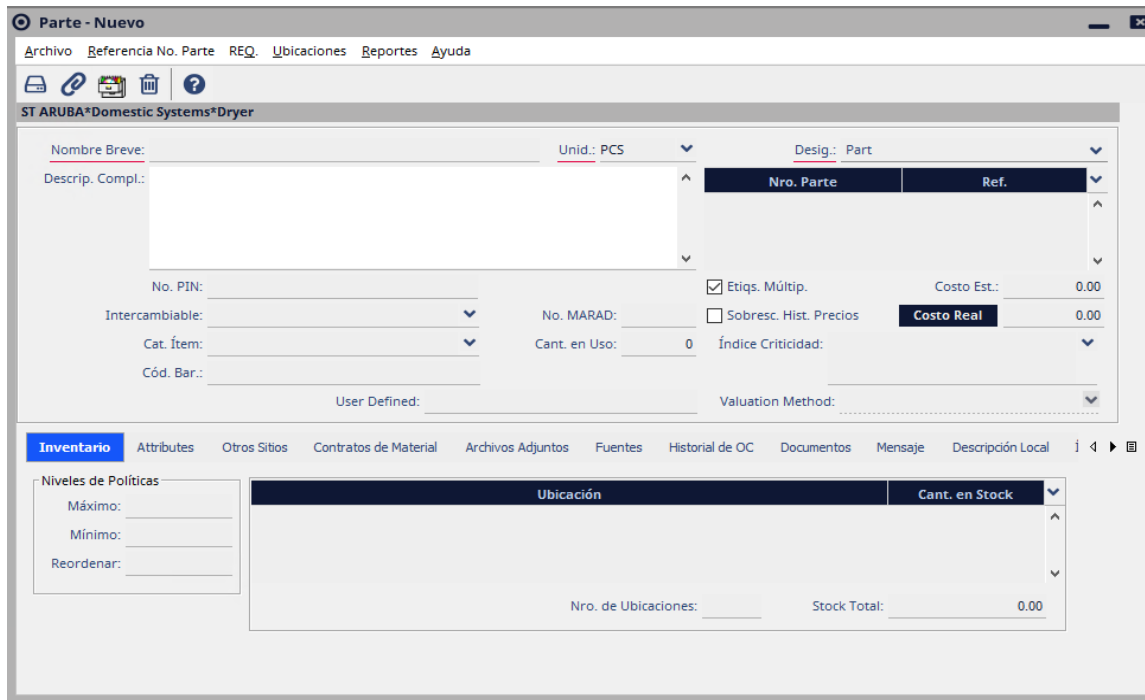 Parte - Nuevo
Archivo Referencia No. Parte REQ. Ubicaciones Reportes Ayuda
ST ARUBA*Domestic Systems*Dryer
Nombre Breve: Unid.: PCS Desig.: Part
Descrip. Compl.: Nro. Parte Ref.
No. PIN: Etiqs. Múltip. Costo Est.: 0.00
Intercambiable: No. MARAD: Sobresc. Hist. Precios Costo Real 0.00
Cat. Ítem: Cant. en Uso: 0 Índice Criticidad:
Cód. Bar.:
User Defined: Valuation Method:
Inventario Attributes Otros Sitios Contratos de Material Archivos Adjuntos Fuentes Historial de OC Documentos Mensaje Descripción Local
Niveles de Políticas
Ubicación Cant. en Stock
Máximo:
Mínimo:
Reordenar:
Nro. de Ubicaciones: Stock Total: 0.00